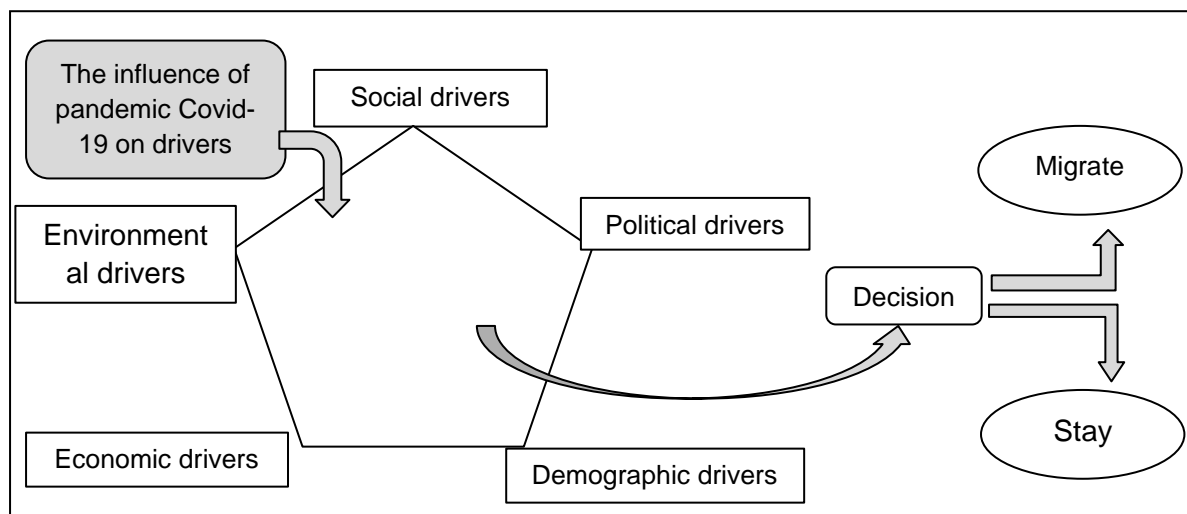 The influence of
pandemic Covid-
19 on drivers
Social drivers
Migrate
Environment
al drivers
Political drivers
Decision
Economic drivers
Demographic drivers
Stay